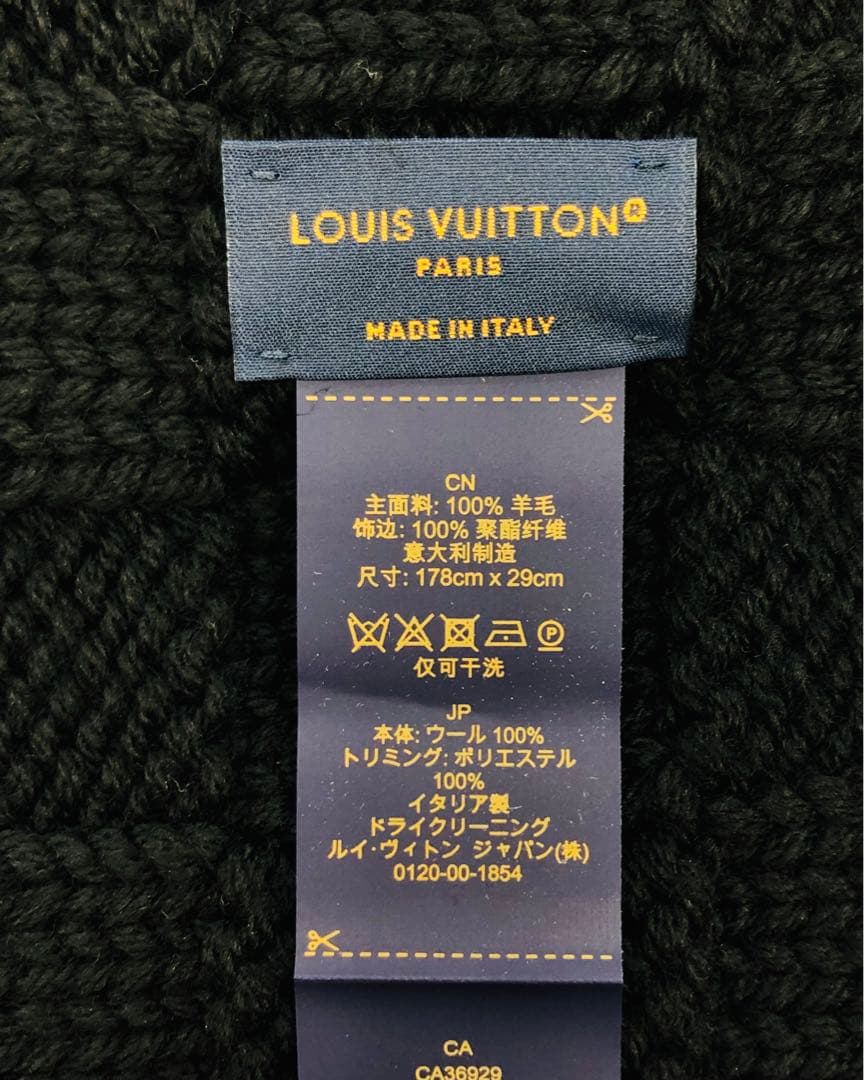 LOUIS VUITTON®
PARIS
MADE IN ITALY
CN
主面料: 100% 羊毛
饰边: 100% 聚酯纤维
意大利制造
尺寸: 178cm x 29cm
P
仅可干洗
JP
本体: ウール 100%
トリミング: ポリエステル
100%
イタリア製
ドライクリーニング
ルイ･ヴィトン ジャパン(株)
0120-00-1854
CA
CA36929